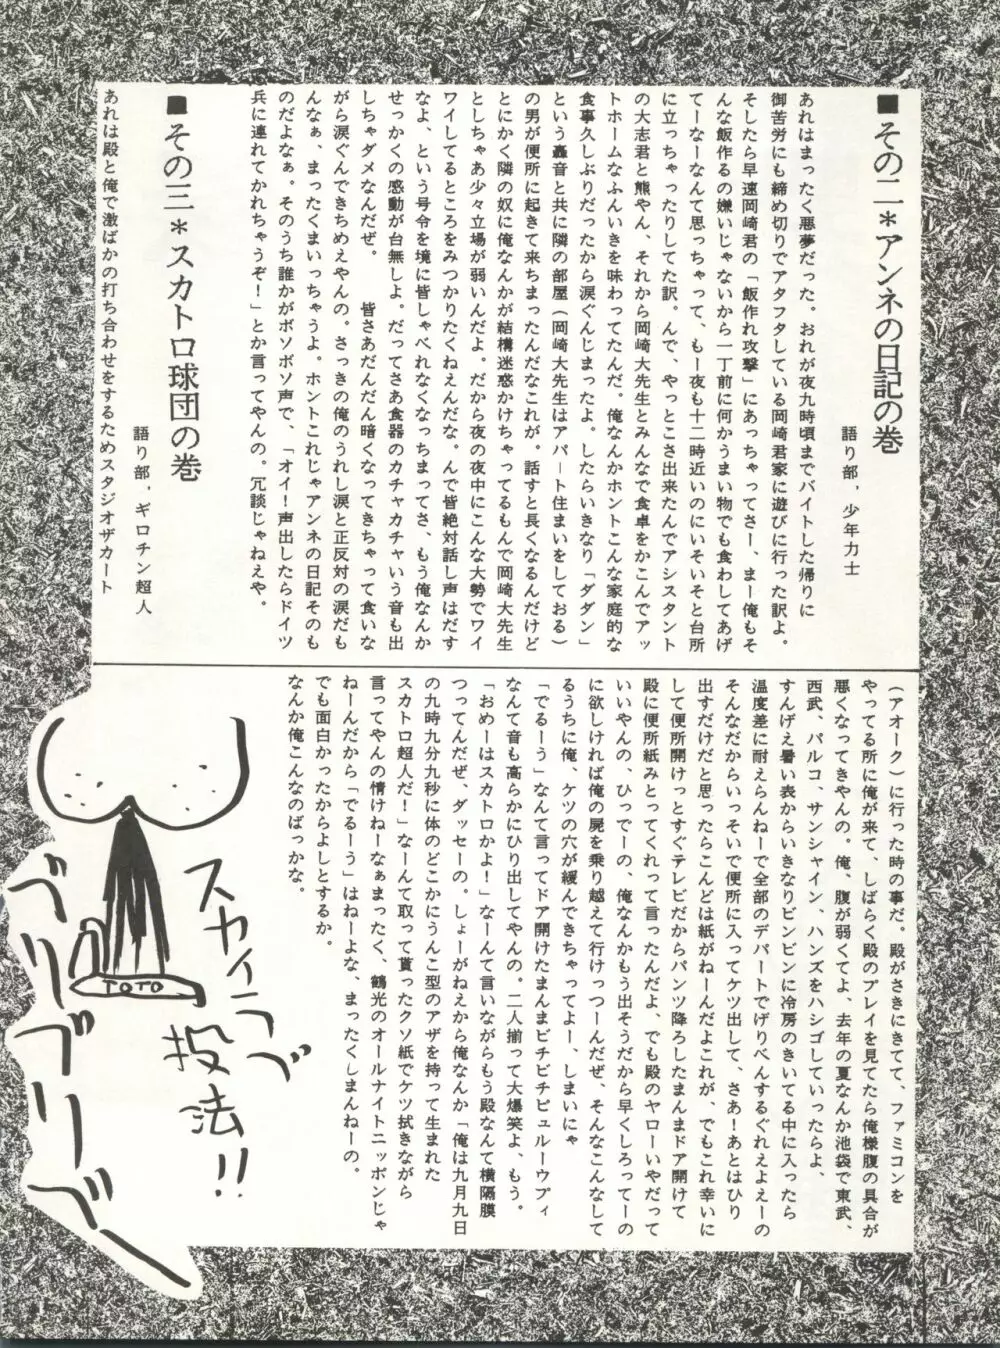 ■その二＊アンネの日記の巻
語り部，少年力士
あれはまったく悪夢だった。おれが夜九時頃までバイトした帰りに
御苦労にも締め切りでアタフタしている岡崎君家に遊びに行った訳よ。
そしたら早速岡崎君の「飯作れ攻撃」にあっちゃってさー、まー俺もそ
んな飯作るの嫌いじゃないから一丁前に何かうまい物でも食わしてあげ
てーなーなんて思っちゃって、もー夜も十二時近いのにいそいそと台所
に立っちゃったりしてた訳。んで、やっとこさ出来たんでアシスタント
の大志君と熊やん、それから岡崎大先生とみんなで食卓をかこんでアッ
トホームなふんいきを味わってたんだ。俺なんかホントこんな家庭的な
食事久しぶりだったから涙ぐんじまったよ。したらいきなり「ダダン」
という轟音と共に隣の部屋（岡崎大先生はアパート住まいをしておる）
の男が便所に起きて来ちまったんだなこれが。話すと長くなるんだけど
とにかく隣の奴に俺なんかが結構迷惑かけちゃってるもんで岡崎大先生
としちゃあ少々立場が弱いんだよ。だから夜の夜中にこんな大勢でワイ
ワイしてるところをみつかりたくねえんだな。んで皆絶対話し声はだす
なよ、という号令を境に皆しゃべれなくなっちまってさ、もう俺なんか
せっかくの感動が台無しよ。だってさあ食器のカチャカチャいう音も出
しちゃダメなんだぜ。　　皆さあだんだん暗くなってきちゃって食いな
がら涙ぐんできちめえやんの。さっきの俺のうれし涙と正反対の涙だも
んなぁ、まったくまいっちゃうよ。ホントこれじゃアンネの日記そのも
のだよなぁ。そのうち誰かがボソボソ声で、「オイ！声出したらドイツ
兵に連れてかれちゃうぞ！」とか言ってやんの。冗談じゃねえや。
■その三＊スカトロ球団の巻
語り部，ギロチン超人
あれは殿と俺で激ばかの打ち合わせをするためスタジオザカート
（アオーク）に行った時の事だ。殿がさきにきてて、ファミコンを
やってる所に俺が来て、しばらく殿のプレイを見てたら俺様腹の具合が
悪くなってきやんの。俺、腹が弱くてよ、去年の夏なんか池袋で東武、
西武、パルコ、サンシャイン、ハンズをハシゴしていったらよ、
すんげえ暑い表からいきなりビンビンに冷房のきいてる中に入ったら
温度差に耐えらんねーで全部のデパートでげりべんするぐれえよえーの
そんなだからいっそいで便所に入ってケツ出して、さあ！あとはひり
出すだけだと思ったらこんどは紙がねーんだよこれが、でもこれ幸いに
して便所開けっとすぐテレビだからパンツ降ろしたまんまドア開けて
殿に便所紙みとってくれって言ったんだよ、でも殿のヤローいやだって
いいやんの、ひっでーの、俺なんかもう出そうだから早くしろってーの
に欲しければ俺の屍を乗り越えて行けっつーんだぜ、そんなこんなして
るうちに俺、ケツの穴が緩んできちゃってよー、しまいにゃ
「でるーう」なんて言ってドア開けたまんまビチビチピュルーウプィ
なんて音も高らかにひり出してやんの。二人揃って大爆笑よ、もう。
「おめーはスカトロかよ！」なーんて言いながらもう殿なんて横隔膜
つってんだぜ、ダッセーの。しょーがねえから俺なんか「俺は九月九日
の九時九分九秒に体のどこかにうんこ型のアザを持って生まれた
スカトロ超人だ！」なーんて取って貰ったクソ紙でケツ拭きながら
言ってやんの情けねーなぁまったく、鶴光のオールナイトニッポンじゃ
ねーんだから「でるーう」はねーよな、まったくしまんねーの。
でも面白かったからよしとするか。
なんか俺こんなのばっかな。
スカイラブ
投法!!
ベリブリブベー
TOTO